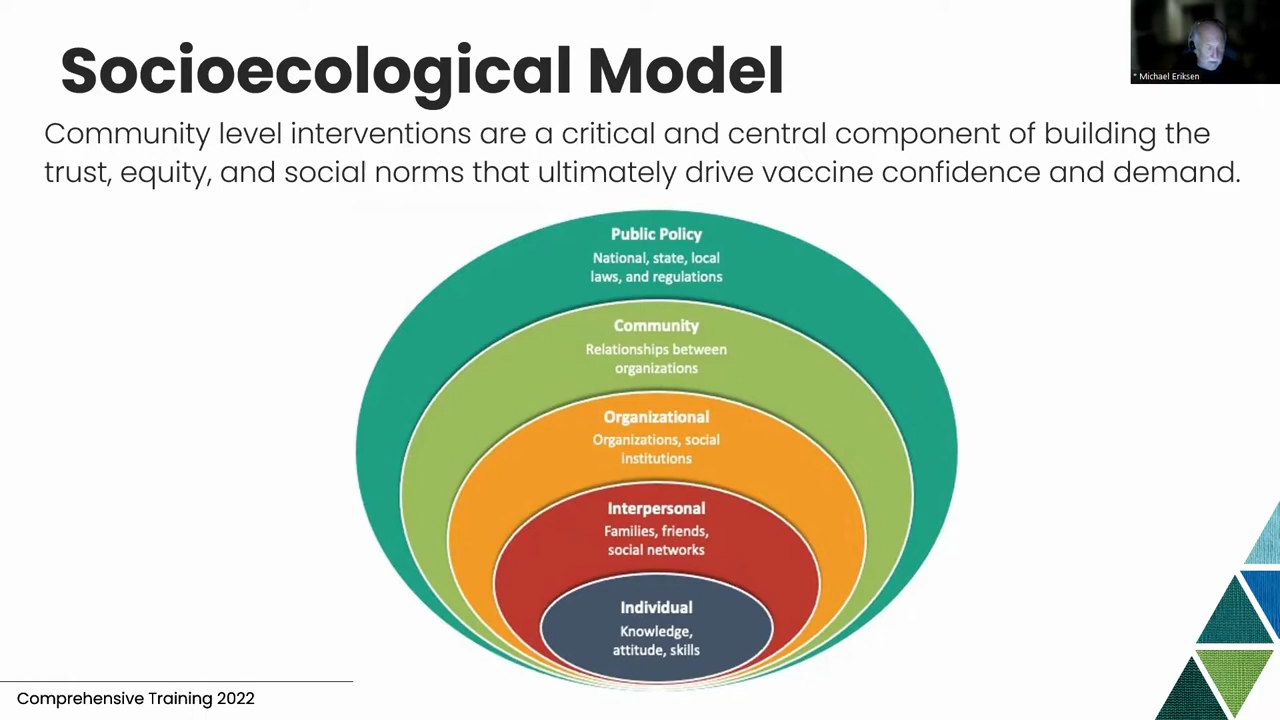 Socioecological Model
* Michael Eriksen
Community level interventions are a critical and central component of building the
trust, equity, and social norms that ultimately drive vaccine confidence and demand.
Public Policy
National, state, local
laws, and regulations
Community
Relationships between
organizations
Organizational
Organizations, social
institutions
Interpersonal
Families, friends,
social networks
Individual
Knowledge,
attitude, skills
Comprehensive Training 2022